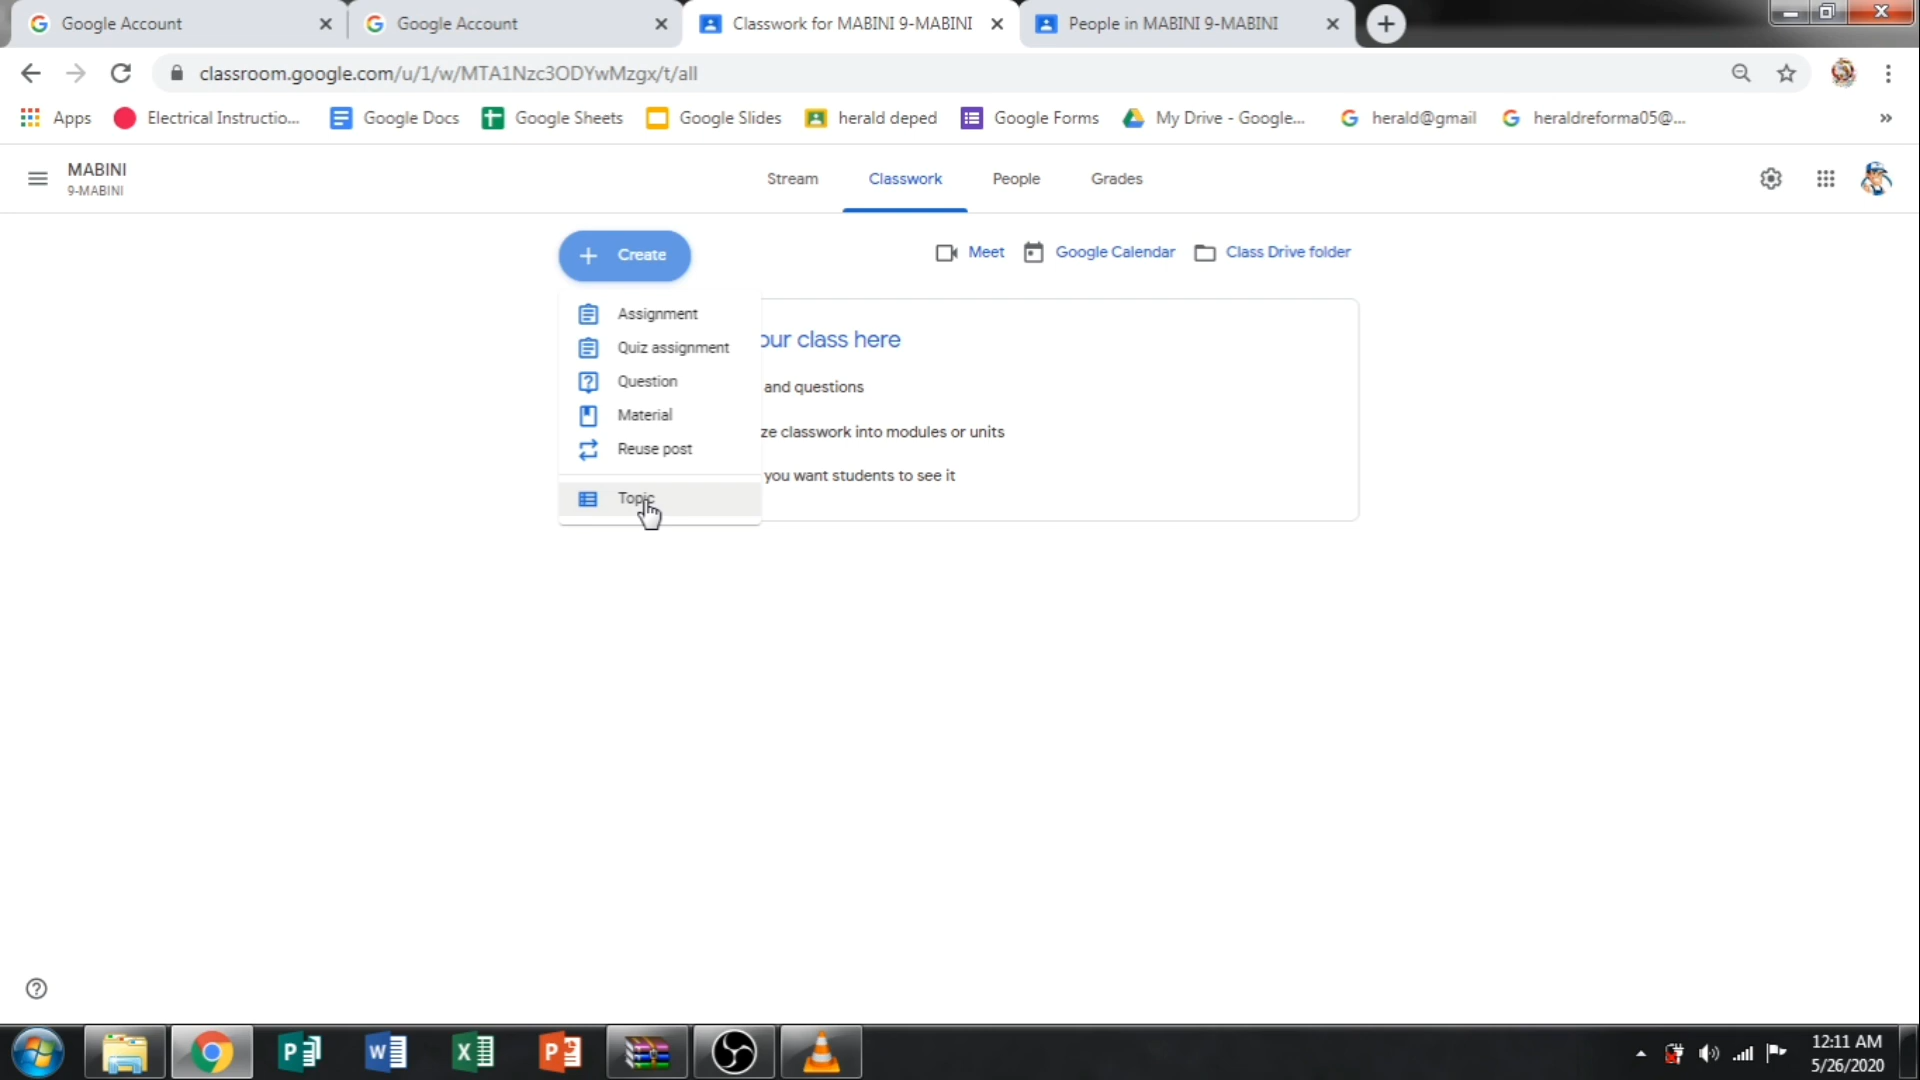 Google Account
Google Account
Classwork for MABINI 9-MABINI
People in MABINI 9-MABINI
classroom.google.com/u/1/w/MTA1Nzc3ODYwMzgx/t/all
Apps
Electrical Instructio...
Google Docs
Google Sheets
Google Slides
herald deped
Google Forms
My Drive - Google...
herald@gmail
heraldreforma05@...
MABINI
9-MABINI
Stream
Classwork
People
Grades
Create
Meet
Google Calendar
Class Drive folder
Assignment
Quiz assignment
Question
Material
Reuse post
Topic
our class here
and questions
ze classwork into modules or units
you want students to see it
12:11 AM
5/26/2020